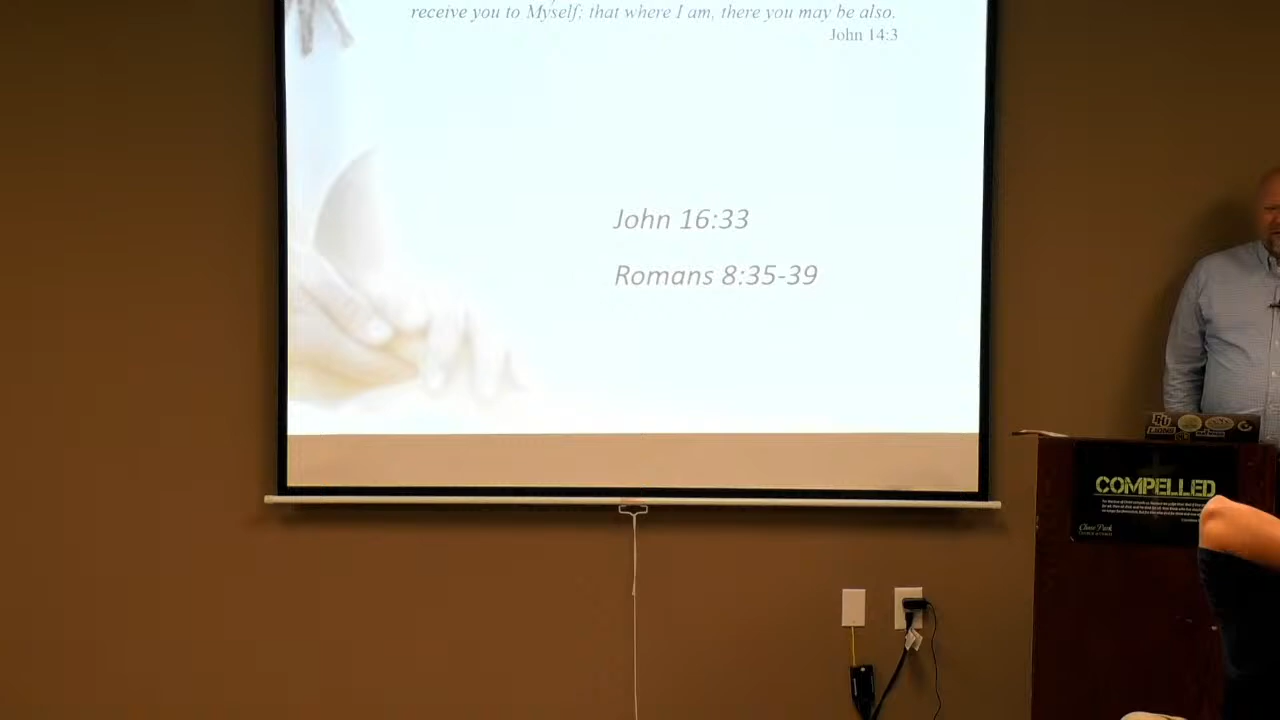 receive you to Myself; that where I am, there you may be also.
John 14:3
John 16:33
Romans 8:35-39
COMPELLED